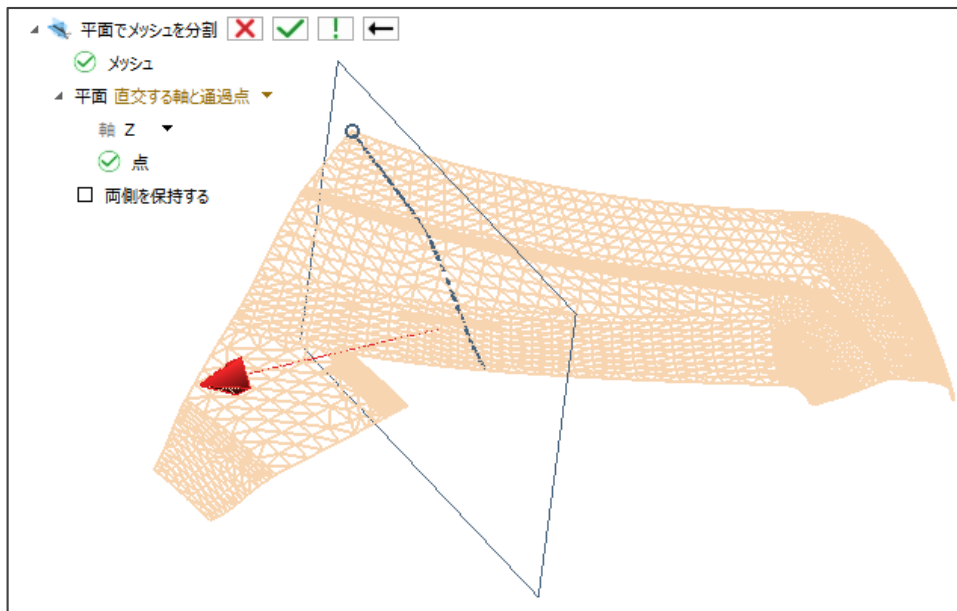 平面でメッシュを分割
メッシュ
平面 直交する軸と通過点
軸 Z
点
両側を保持する